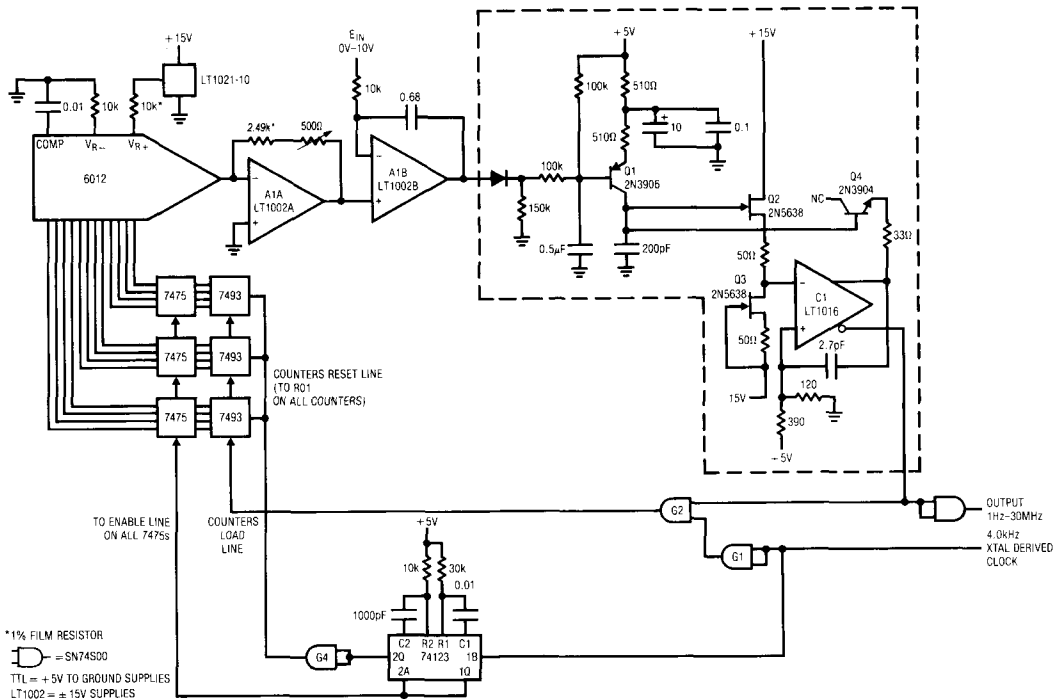 + 15V
LT1021-10
0.01
10k
10k*
COMP
VR−
VR+
6012
EIN
0V–10V
10k
0.68
2.49k*
500Ω
−
+
A1A
LT1002A
−
+
A1B
LT1002B
+ 5V
+ 15V
100k
510Ω
510Ω
+
10
0.1
100k
150k
0.5µF
Q1
2N3906
200pF
Q2
2N5638
Q4
2N3904
NC
33Ω
50Ω
Q3
2N5638
50Ω
15V
−
+
C1
LT1016
2.7pF
120
390
+ 5V
7475
7493
7475
7493
7475
7493
COUNTERS RESET LINE
(TO R01
ON ALL COUNTERS)
TO ENABLE LINE
ON ALL 7475s
COUNTERS
LOAD
LINE
G2
G1
OUTPUT
1Hz–30MHz
4.0kHz
XTAL DERIVED
CLOCK
+ 5V
10k
30k
1000pF
0.01
C2
R2
R1
C1
2Q
74123
1B
2A
1Q
G4
*1% FILM RESISTOR
= SN74S00
TTL = +5V TO GROUND SUPPLIES
LT1002 = ± 15V SUPPLIES